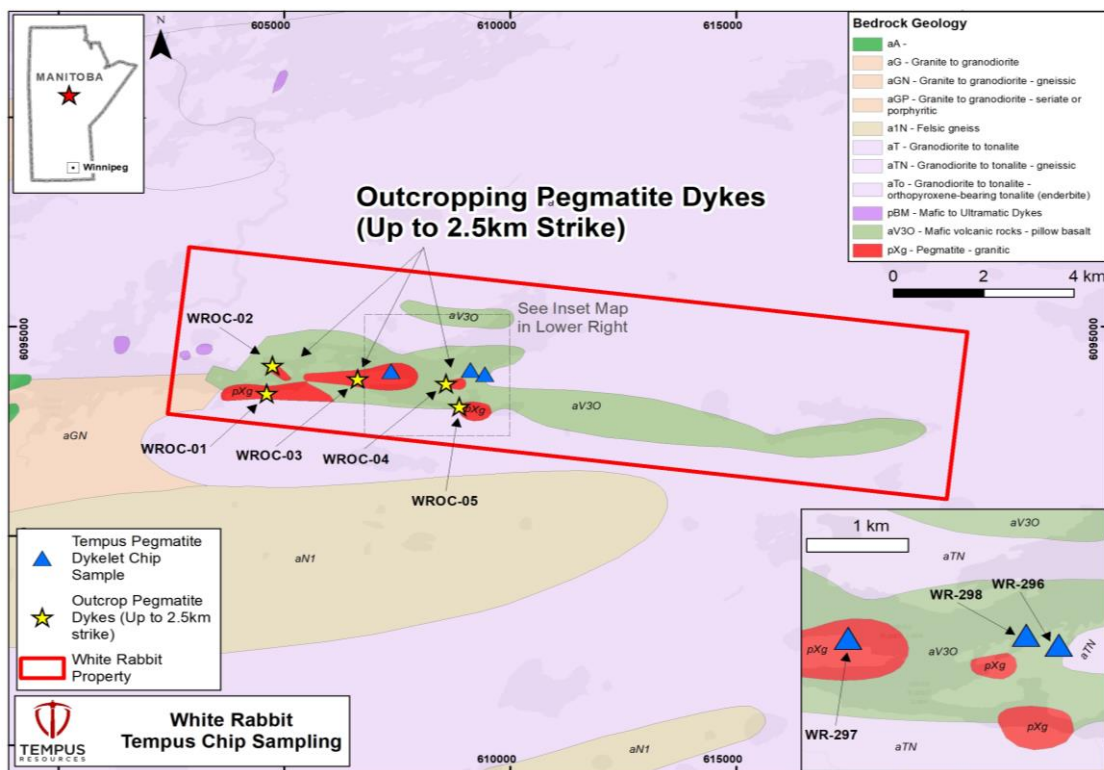 605000
610000
615000
N
MANITOBA
Winnipeg
Bedrock Geology
aA -
aG - Granite to granodiorite
aGN - Granite to granodiorite - gneissic
aGP - Granite to granodiorite - seriate or
porphyritic
a1N - Felsic gneiss
aT - Granodiorite to tonalite
aTN - Granodiorite to tonalite - gneissic
aTo - Granodiorite to tonalite -
orthopyroxene-bearing tonalite (enderbite)
pBM - Mafic to Ultramatic Dykes
aV3O - Mafic volcanic rocks - pillow basalt
pXg - Pegmatite - granitic
0 2 4 km
Outcropping Pegmatite Dykes
(Up to 2.5km Strike)
See Inset Map
in Lower Right
6095000
6095000
aV3O
WROC-02
pXg
pXg
aV3O
aGN
WROC-01
WROC-03
WROC-04
WROC-05
aN1
Tempus Pegmatite
Dykelet Chip
Sample
Outcrop Pegmatite
Dykes (Up to 2.5km
strike)
White Rabbit
Property
TEMPUS
RESOURCES
White Rabbit
Tempus Chip Sampling
aN1
1 km
aV3O
aTN
WR-296
WR-298
pXg
aV3O
pXg
aTN
WR-297
pXg
aTN
610000
615000